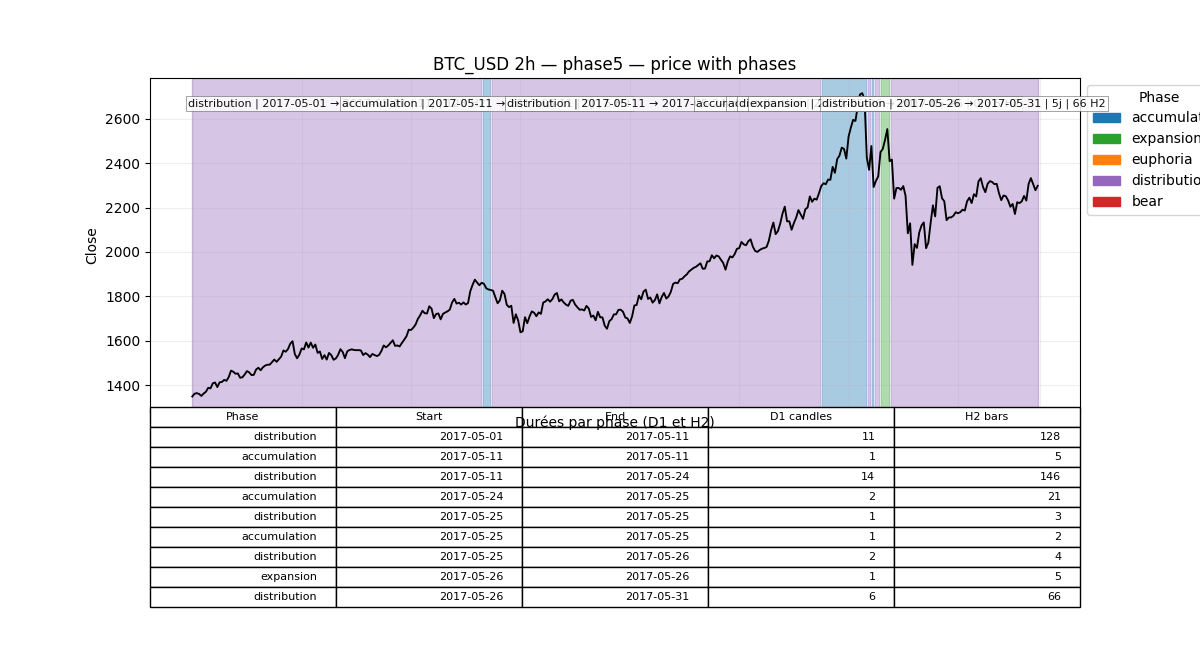 BTC_USD 2h — phase5 — price with phases
distribution | 2017-05-01 → accumulation | 2017-05-11 → distribution | 2017-05-11 → 2017- accur di expansion | distribution | 2017-05-26 → 2017-05-31 | 5j | 66 H2
Phase
accumulat
expansion
euphoria
distributio
bear
Close
2600
2400
2200
2000
1800
1600
1400
Durées par phase (D1 et H2)
Phase Start End D1 candles H2 bars
distribution 2017-05-01 2017-05-11 11 128
accumulation 2017-05-11 2017-05-11 1 5
distribution 2017-05-11 2017-05-24 14 146
accumulation 2017-05-24 2017-05-25 2 21
distribution 2017-05-25 2017-05-25 1 3
accumulation 2017-05-25 2017-05-25 1 2
distribution 2017-05-25 2017-05-26 2 4
expansion 2017-05-26 2017-05-26 1 5
distribution 2017-05-26 2017-05-31 6 66